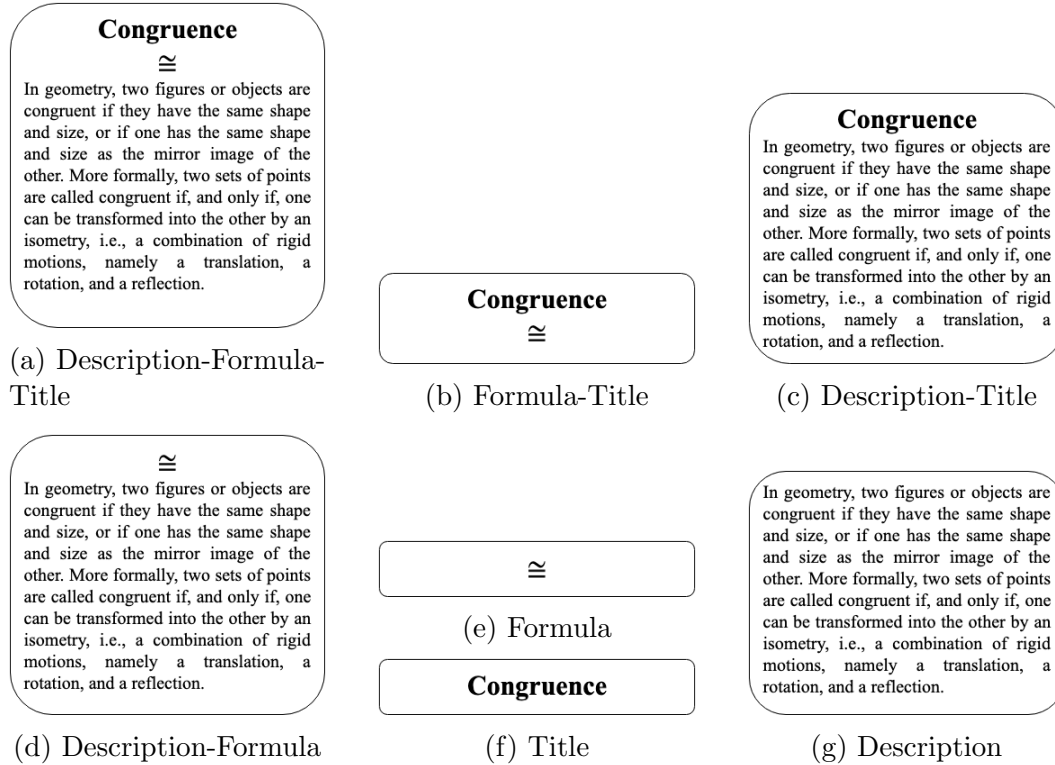 Congruence
≅
In geometry, two figures or objects are
congruent if they have the same shape
and size, or if one has the same shape
and size as the mirror image of the
other. More formally, two sets of points
are called congruent if, and only if, one
can be transformed into the other by an
isometry, i.e., a combination of rigid
motions, namely a translation, a
rotation, and a reflection.
(a) Description-Formula-
Title
Congruence
≅
(b) Formula-Title
Congruence
In geometry, two figures or objects are
congruent if they have the same shape
and size, or if one has the same shape
and size as the mirror image of the
other. More formally, two sets of points
are called congruent if, and only if, one
can be transformed into the other by an
isometry, i.e., a combination of rigid
motions, namely a translation, a
rotation, and a reflection.
(c) Description-Title
≅
In geometry, two figures or objects are
congruent if they have the same shape
and size, or if one has the same shape
and size as the mirror image of the
other. More formally, two sets of points
are called congruent if, and only if, one
can be transformed into the other by an
isometry, i.e., a combination of rigid
motions, namely a translation, a
rotation, and a reflection.
(d) Description-Formula
≅
(e) Formula
Congruence
(f) Title
In geometry, two figures or objects are
congruent if they have the same shape
and size, or if one has the same shape
and size as the mirror image of the
other. More formally, two sets of points
are called congruent if, and only if, one
can be transformed into the other by an
isometry, i.e., a combination of rigid
motions, namely a translation, a
rotation, and a reflection.
(g) Description